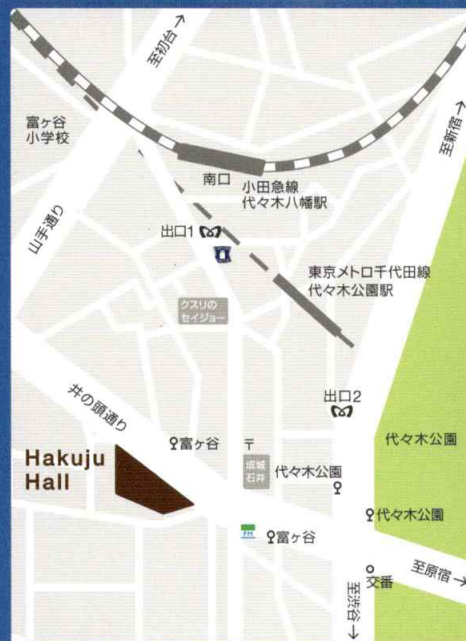 至初台→
富ヶ谷
小学校
至新宿→
南口
小田急線
代々木八幡駅
山手通り
出口1
東京メトロ千代田線
代々木公園駅
クスリの
セイジョー
出口2
井の頭通り
富ヶ谷
〒
代々木公園
Hakuju
Hall
成城
石井
代々木公園
代々木公園
FM
富ヶ谷
至原宿→
交番
至渋谷→